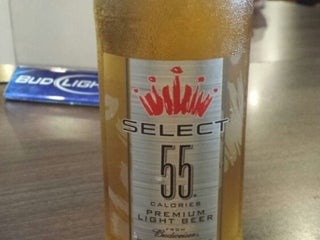 BUD LIGHT
SELECT
55
CALORIES
PREMIUM
LIGHT BEER
FROM
Budweiser